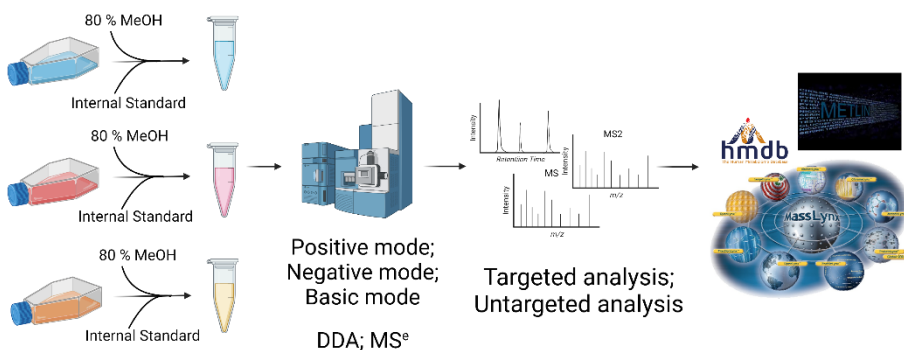 80 % MeOH
Internal Standard
80 % MeOH
Internal Standard
80 % MeOH
Internal Standard
Positive mode;
Negative mode;
Basic mode
DDA; MSᵉ
Intensity
Retention Time
MS
Intensity
m/z
MS2
Intensity
m/z
Targeted analysis;
Untargeted analysis
hmdb
METLIN
MassLynx